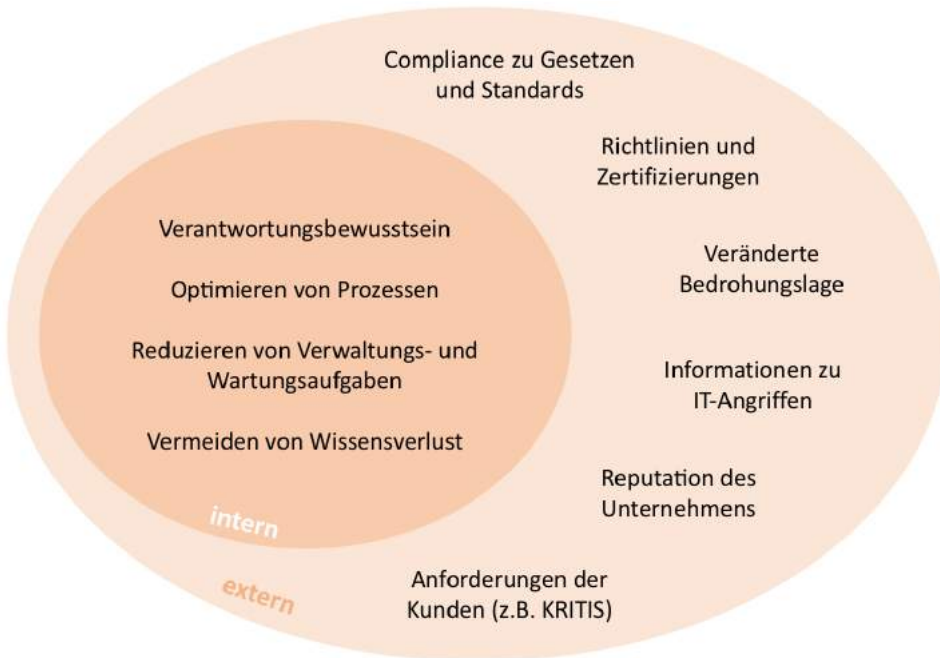 Compliance zu Gesetzen
und Standards
Richtlinien und
Zertifizierungen
Verantwortungsbewusstsein
Veränderte
Bedrohungslage
Optimieren von Prozessen
Reduzieren von Verwaltungs- und
Wartungsaufgaben
Informationen zu
IT-Angriffen
Vermeiden von Wissensverlust
Reputation des
Unternehmens
intern
extern
Anforderungen der
Kunden (z.B. KRITIS)